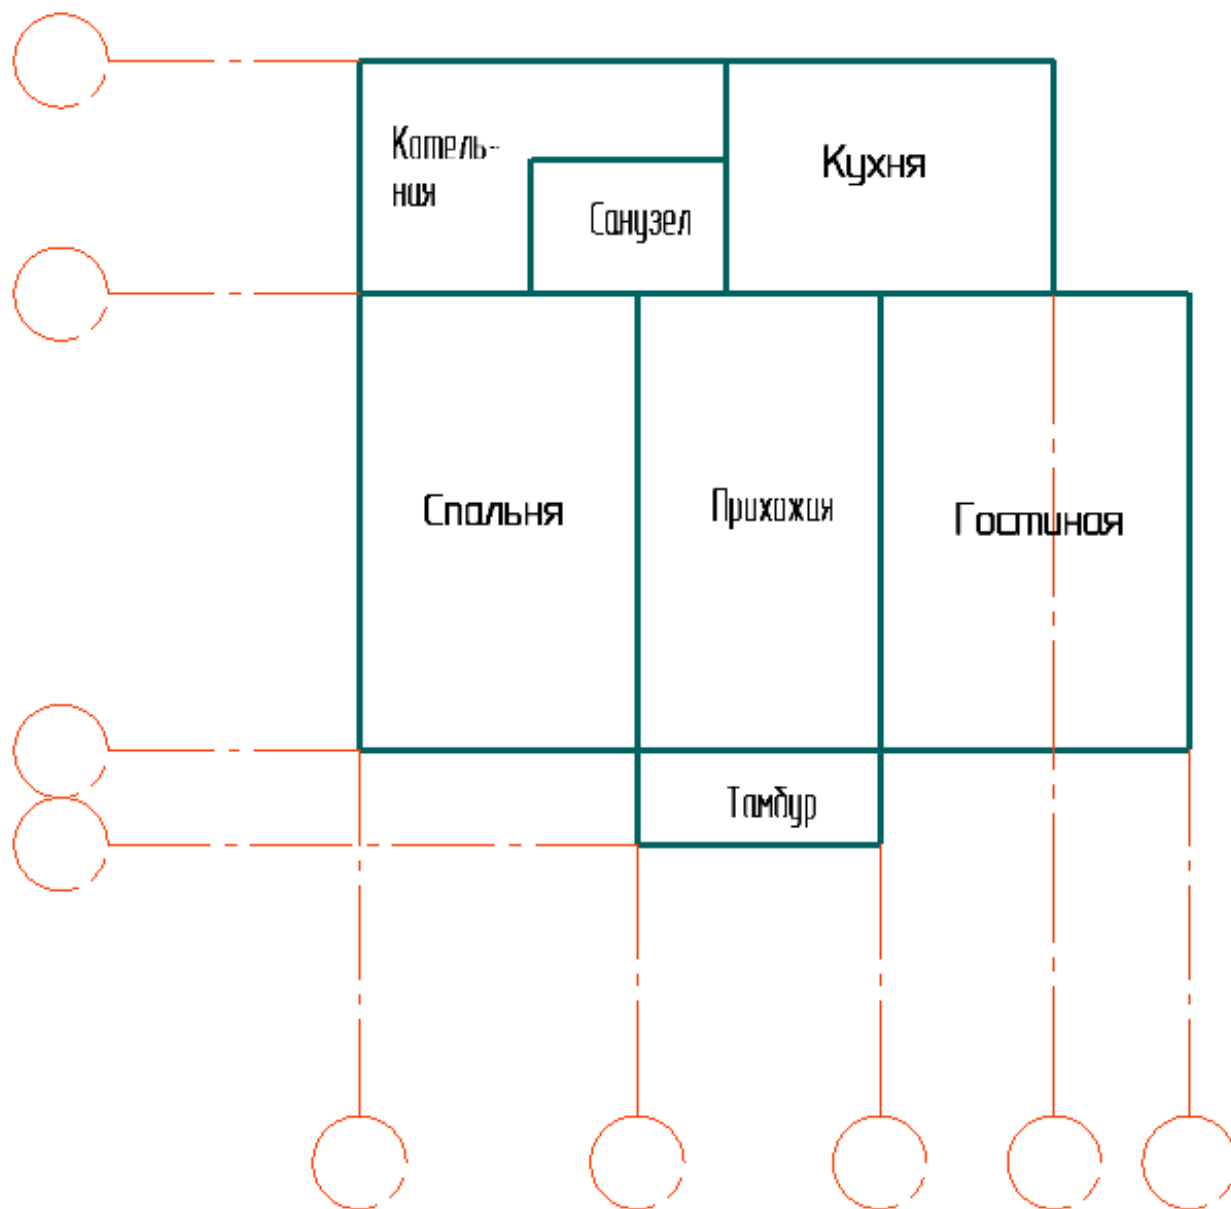 Котель-
ная
Кухня
Санузел
Спальня
Прихожая
Гостиная
Тамбур